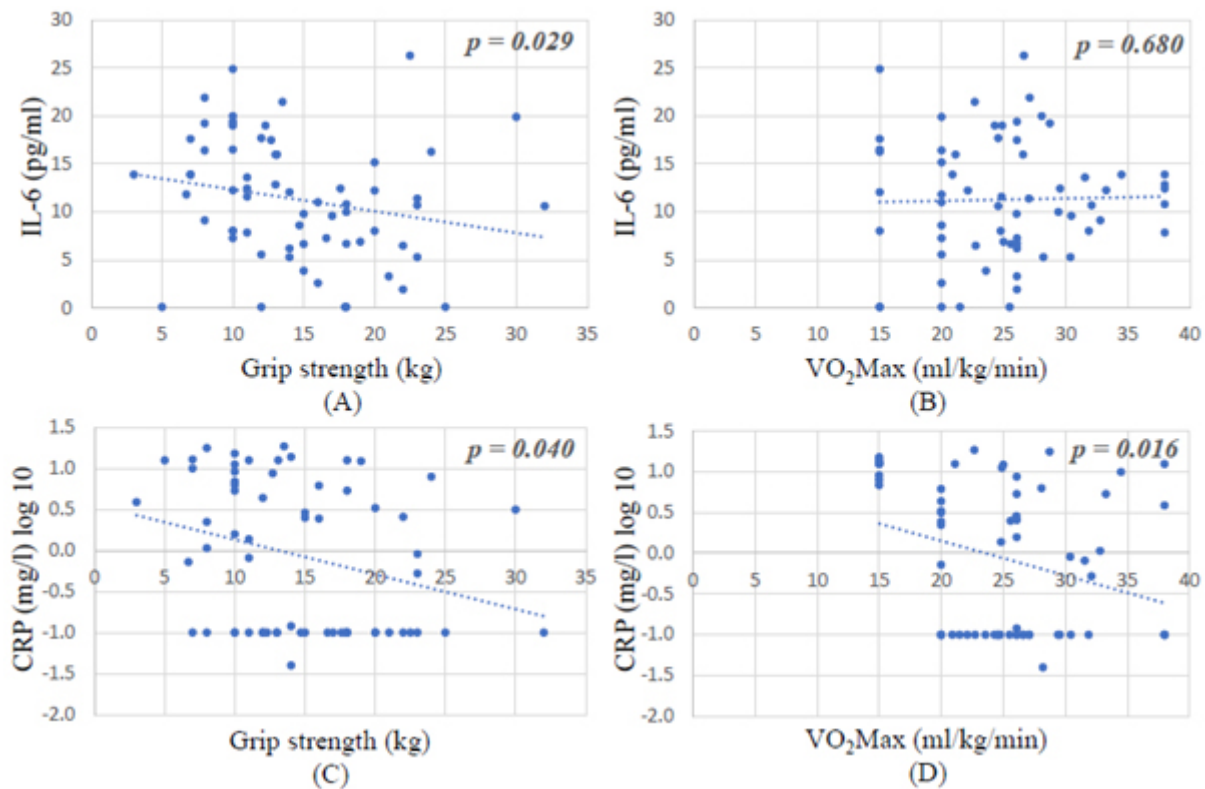 p = 0.029
30
25
20
15
10
5
0
IL-6 (pg/ml)
0 5 10 15 20 25 30 35
Grip strength (kg)
(A)
p = 0.680
30
25
20
15
10
5
0
IL-6 (pg/ml)
0 5 10 15 20 25 30 35 40
VO₂Max (ml/kg/min)
(B)
p = 0.040
1.5
1.0
0.5
0.0
-0.5
-1.0
-1.5
-2.0
CRP (mg/l) log 10
0 5 10 15 20 25 30 35
Grip strength (kg)
(C)
p = 0.016
1.5
1.0
0.5
0.0
-0.5
-1.0
-1.5
-2.0
CRP (mg/l) log 10
0 5 10 15 20 25 30 35 40
VO₂Max (ml/kg/min)
(D)